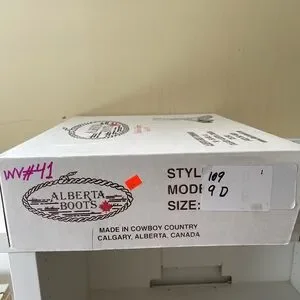 WV#41
ALBERTA
BOOTS
STYL 109
MODE 9 D
SIZE:
MADE IN COWBOY COUNTRY
CALGARY, ALBERTA, CANADA